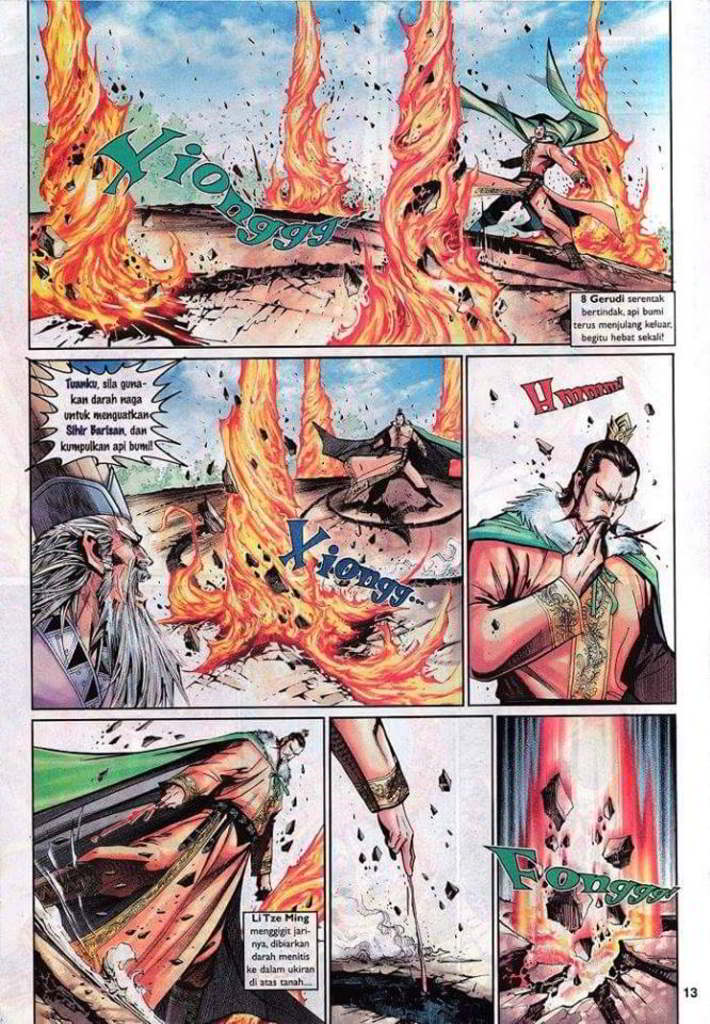 Xionggg
8 Gerudi serentak
bertindak, api bumi
terus menjulang keluar,
begitu hebat sekali!
Tuanku, sila guna-
kan darah naga
untuk menguatkan
Sihir Barisan, dan
kumpulkan api bumi!
Xiongg...
Hmmm!
Li Tze Ming
menggigit jari-
nya, dibiarkan
darah menitis
ke dalam ukiran
di atas tanah....
Fonggg!
13